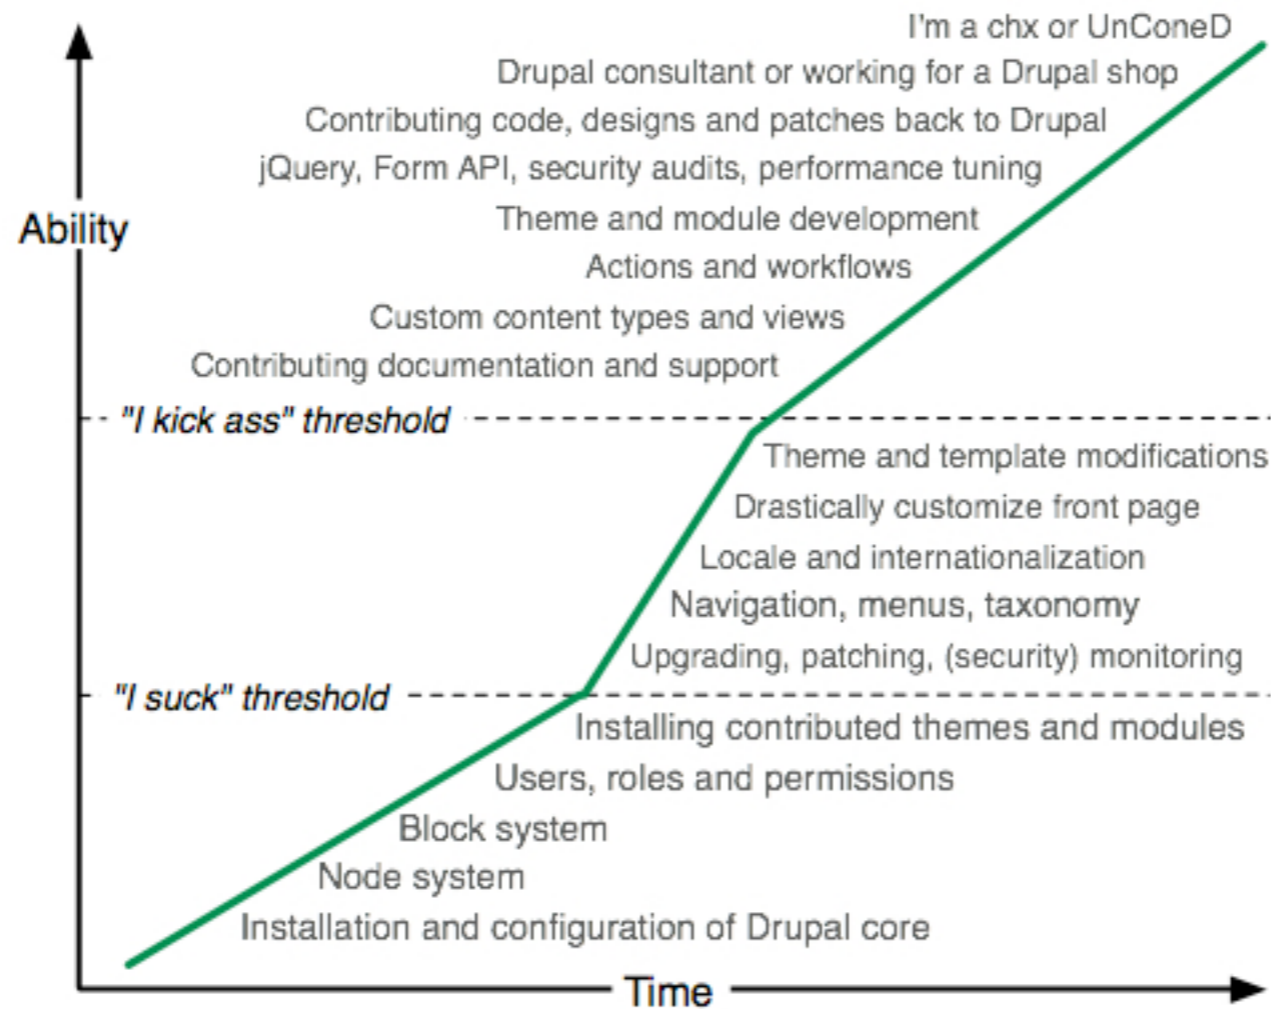 I'm a chx or UnConeD
Drupal consultant or working for a Drupal shop
Contributing code, designs and patches back to Drupal
jQuery, Form API, security audits, performance tuning
Theme and module development
Ability
Actions and workflows
Custom content types and views
Contributing documentation and support
"I kick ass" threshold
Theme and template modifications
Drastically customize front page
Locale and internationalization
Navigation, menus, taxonomy
Upgrading, patching, (security) monitoring
"I suck" threshold
Installing contributed themes and modules
Users, roles and permissions
Block system
Node system
Installation and configuration of Drupal core
Time